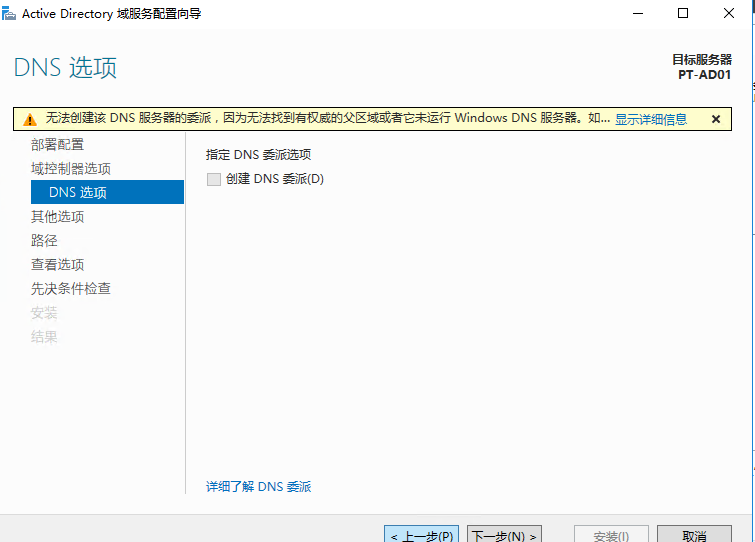 Active Directory 域服务配置向导
DNS 选项
目标服务器
PT-AD01
无法创建该 DNS 服务器的委派，因为无法找到有权威的父区域或者它未运行 Windows DNS 服务器。如... 显示详细信息
部署配置
域控制器选项
DNS 选项
其他选项
路径
查看选项
先决条件检查
安装
结果
指定 DNS 委派选项
创建 DNS 委派(D)
详细了解 DNS 委派
< 上一步(P) 下一步(N) > 安装(I) 取消